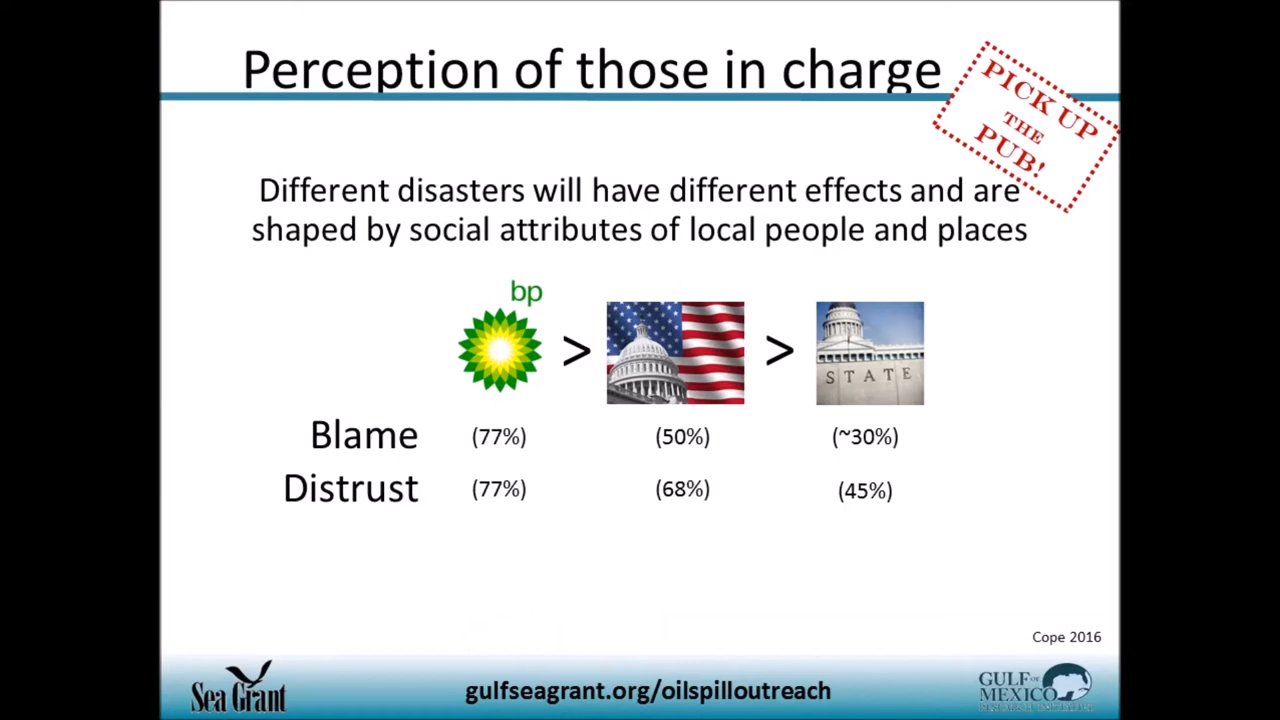 Perception of those in charge
PICK UP
THE
PUB!
Different disasters will have different effects and are
shaped by social attributes of local people and places
bp
> >
STATE
Blame (77%) (50%) (~30%)
Distrust (77%) (68%) (45%)
Cope 2016
Sea Grant
gulfseagrant.org/oilspilloutreach
GULF OF
MEXICO
RESEARCH INITIATIVE